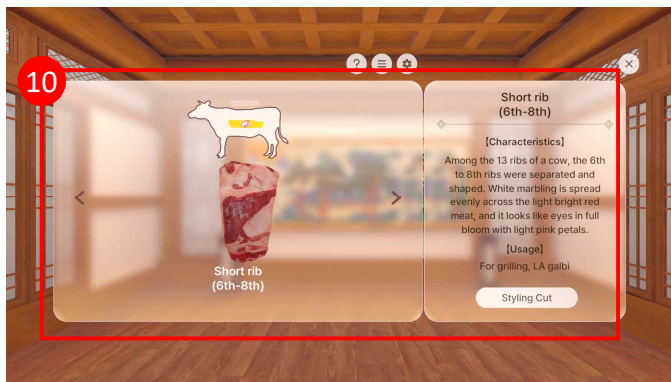 10
?
Short rib
(6th-8th)
Short rib
(6th-8th)
【Characteristics】
Among the 13 ribs of a cow, the 6th
to 8th ribs were separated and
shaped. White marbling is spread
evenly across the light bright red
meat, and it looks like eyes in full
bloom with light pink petals.
【Usage】
For grilling, LA galbi
Styling Cut